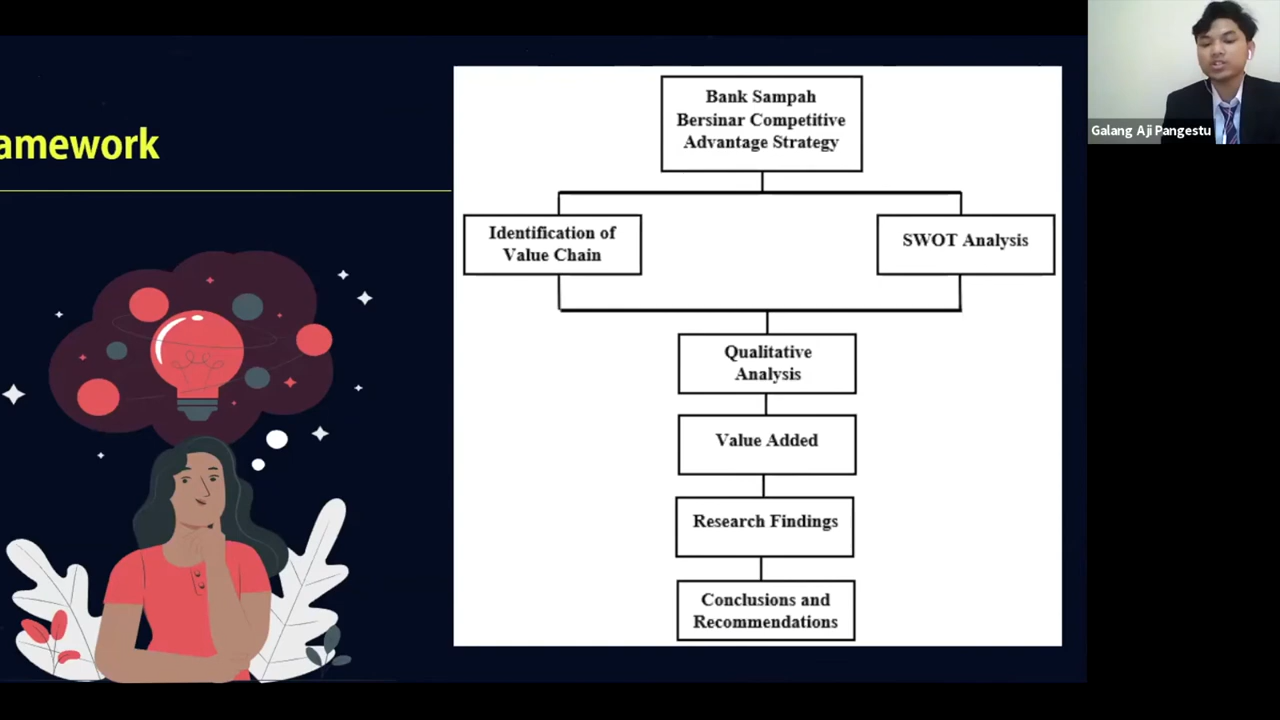 amework
Bank Sampah
Bersinar Competitive
Advantage Strategy
Identification of
Value Chain
SWOT Analysis
Qualitative
Analysis
Value Added
Research Findings
Conclusions and
Recommendations
Galang Aji Pangestu